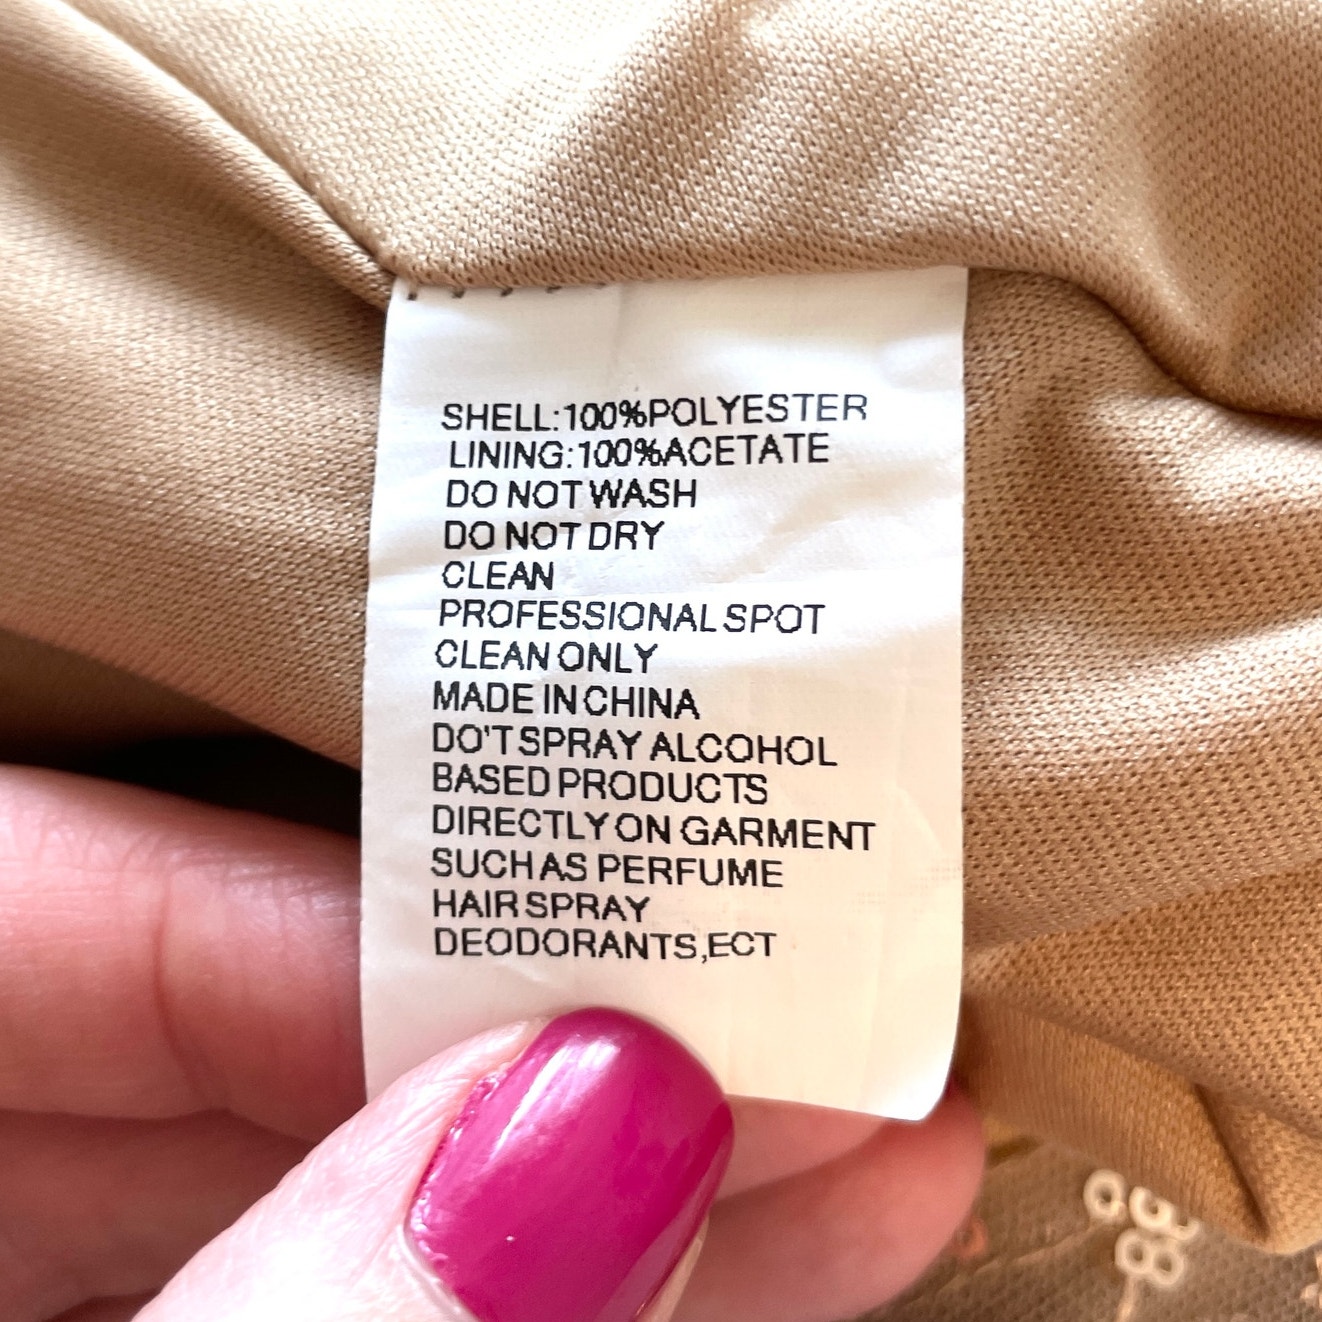 SHELL:100%POLYESTER
LINING:100%ACETATE
DO NOT WASH
DO NOT DRY
CLEAN
PROFESSIONAL SPOT
CLEAN ONLY
MADE IN CHINA
DO'T SPRAY ALCOHOL
BASED PRODUCTS
DIRECTLY ON GARMENT
SUCH AS PERFUME
HAIR SPRAY
DEODORANTS,ECT